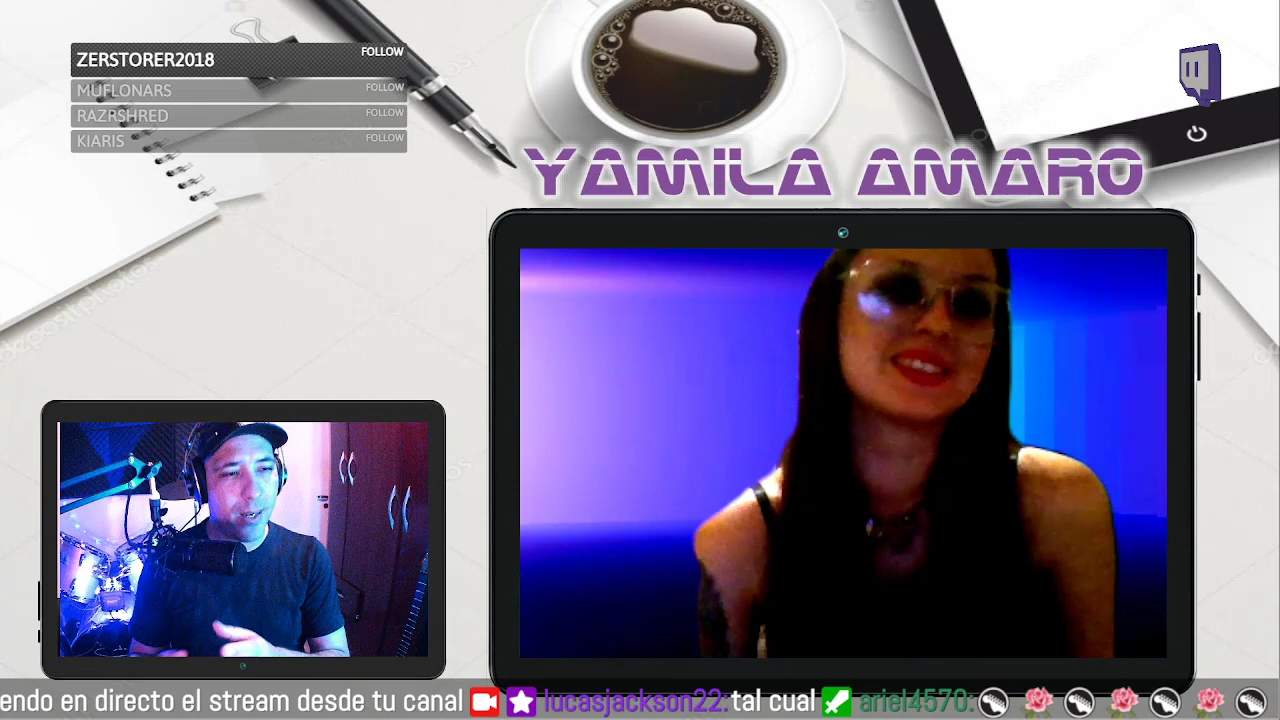 ZERSTORER2018 FOLLOW
MUFLONARS FOLLOW
RAZRSHRED FOLLOW
KIARIS FOLLOW
YAMILA AMARO
depositphotos
endo en directo el stream desde tu canal lucasjackson22: tal cual ariel4570: